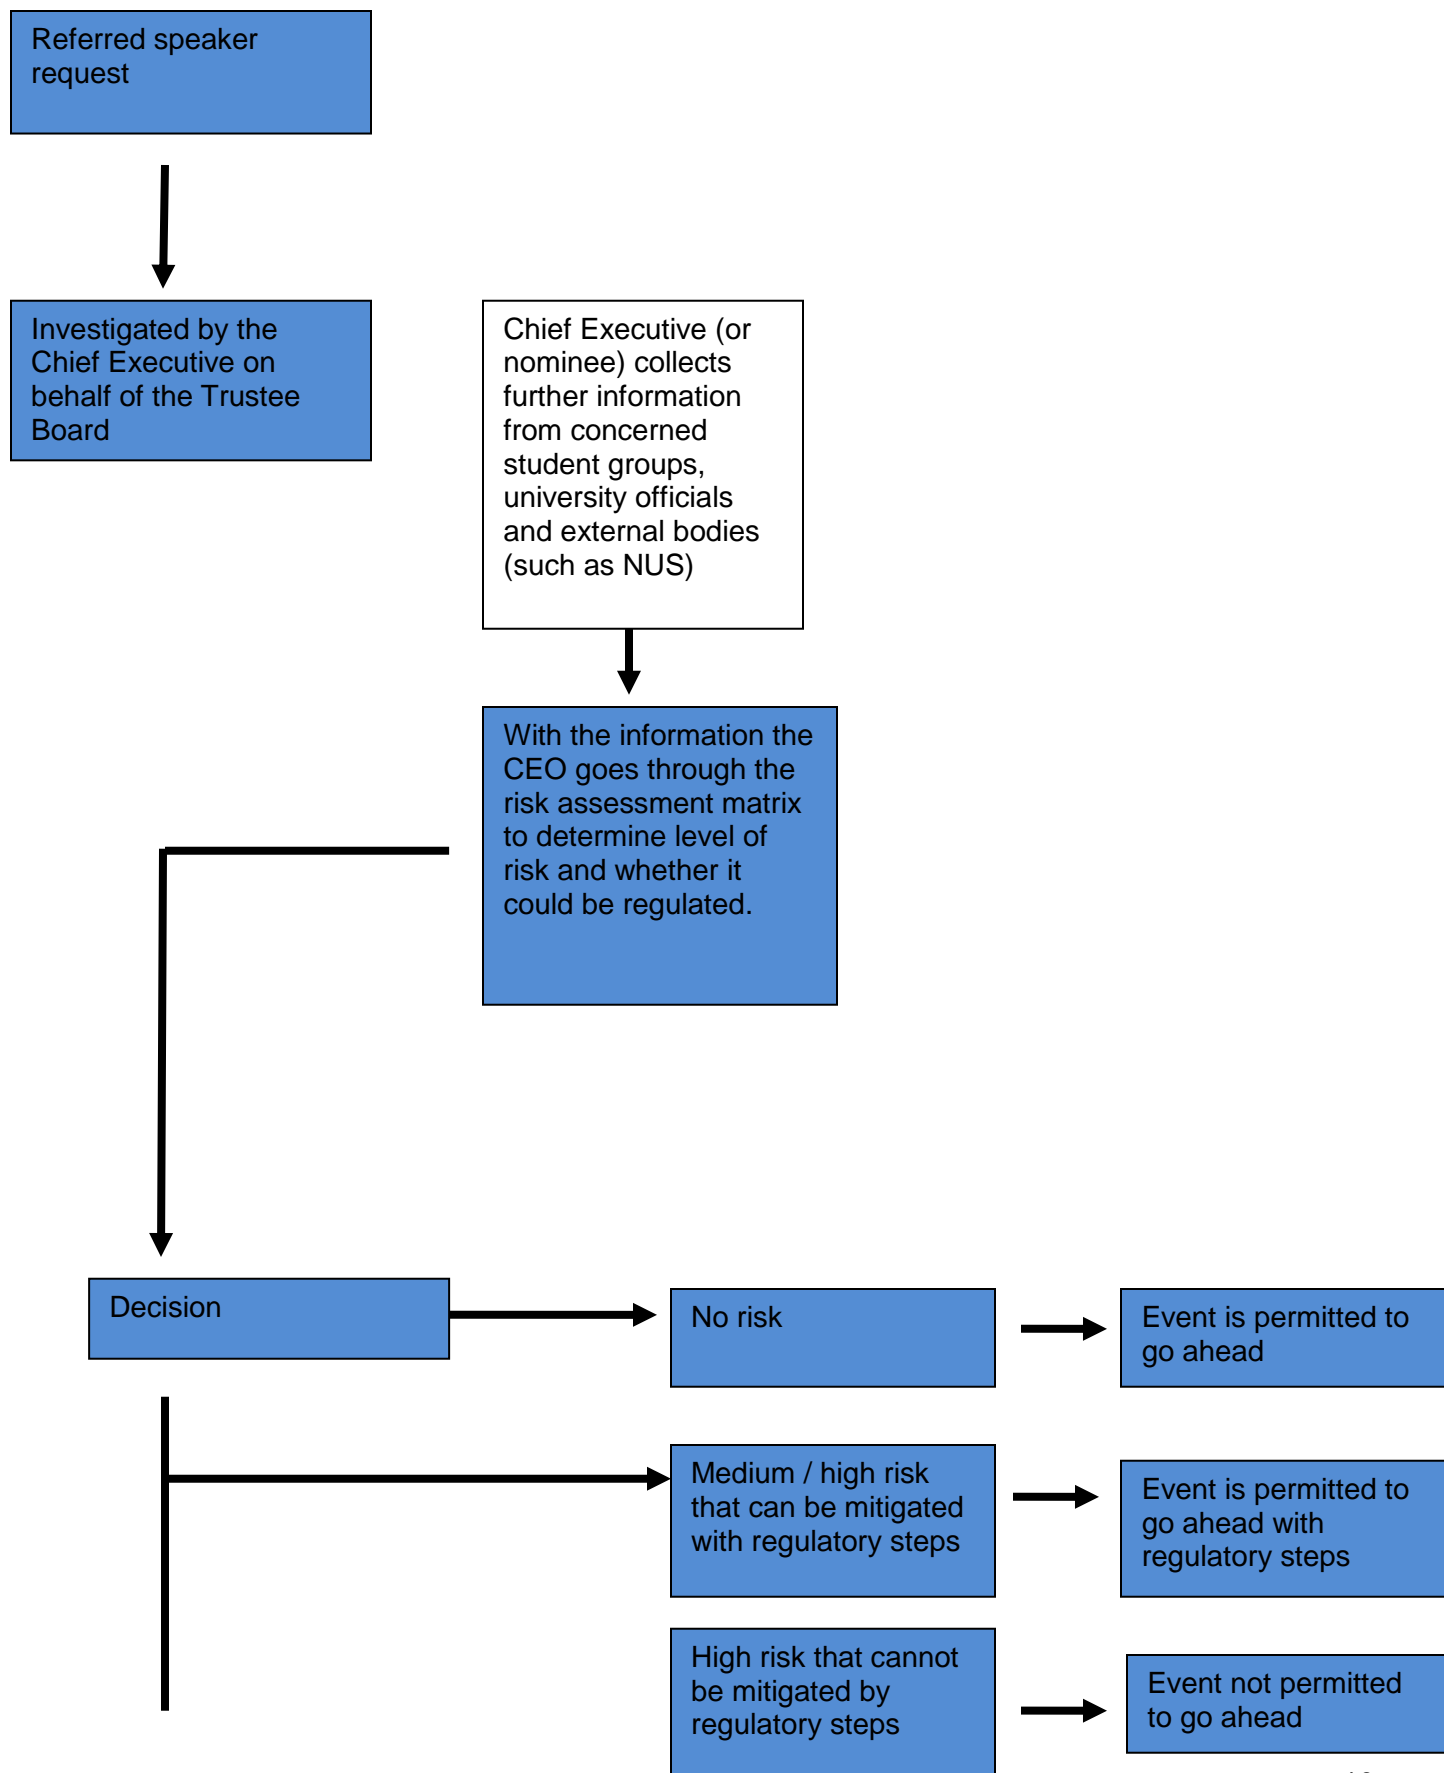 Referred speaker
request
Investigated by the
Chief Executive on
behalf of the Trustee
Board
Chief Executive (or
nominee) collects
further information
from concerned
student groups,
university officials
and external bodies
(such as NUS)
With the information the
CEO goes through the
risk assessment matrix
to determine level of
risk and whether it
could be regulated.
Decision
No risk
Event is permitted to
go ahead
Medium / high risk
that can be mitigated
with regulatory steps
Event is permitted to
go ahead with
regulatory steps
High risk that cannot
be mitigated by
regulatory steps
Event not permitted
to go ahead